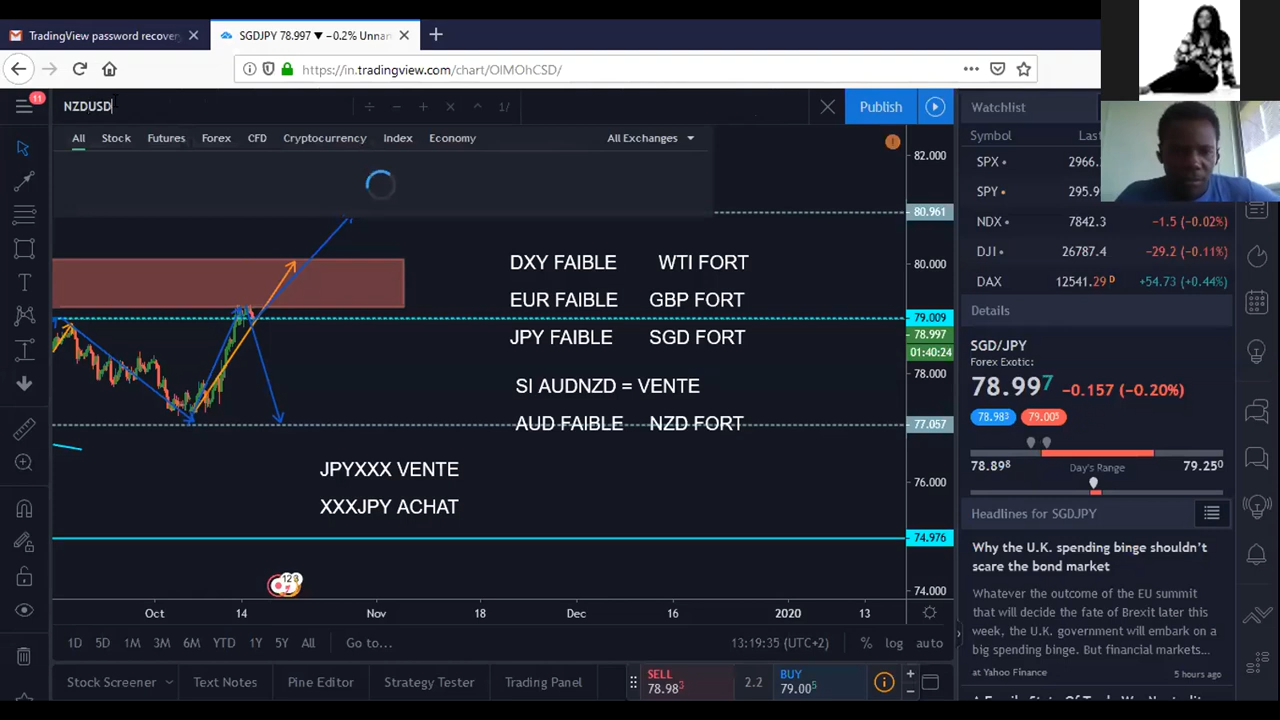 TradingView password recovery
SGDJPY 78.997 ▼ −0.2% Unnam
https://in.tradingview.com/chart/OIMOhCSD/
11
NZDUSD
÷ − + × ^ 1/
Publish
All Stock Futures Forex CFD Cryptocurrency Index Economy All Exchanges
Watchlist
Symbol Las
SPX 2966.
SPY 295.9
NDX 7842.3 −1.5 (−0.02%)
DJI 26787.4 −29.2 (−0.11%)
DAX 12541.29 D +54.73 (+0.44%)
Details
SGD/JPY
Forex Exotic:
78.997 −0.157 (−0.20%)
78.983 79.005
78.898 Day's Range 79.250
Headlines for SGDJPY
Why the U.K. spending binge shouldn't
scare the bond market
Whatever the outcome of the EU summit
that will decide the fate of Brexit later this
week, the U.K. government will embark on a
big spending binge. But financial markets...
at Yahoo Finance 5 hours ago
82.000
80.961
80.000
79.009
78.997
01:40:24
78.000
77.057
76.000
74.976
74.000
DXY FAIBLE WTI FORT
EUR FAIBLE GBP FORT
JPY FAIBLE SGD FORT
SI AUDNZD = VENTE
AUD FAIBLE NZD FORT
JPYXXX VENTE
XXXJPY ACHAT
Oct 14 Nov 18 Dec 16 2020 13
1D 5D 1M 3M 6M YTD 1Y 5Y All Go to... 13:19:35 (UTC+2) % log auto
Stock Screener Text Notes Pine Editor Strategy Tester Trading Panel
SELL
78.983
2.2
BUY
79.005